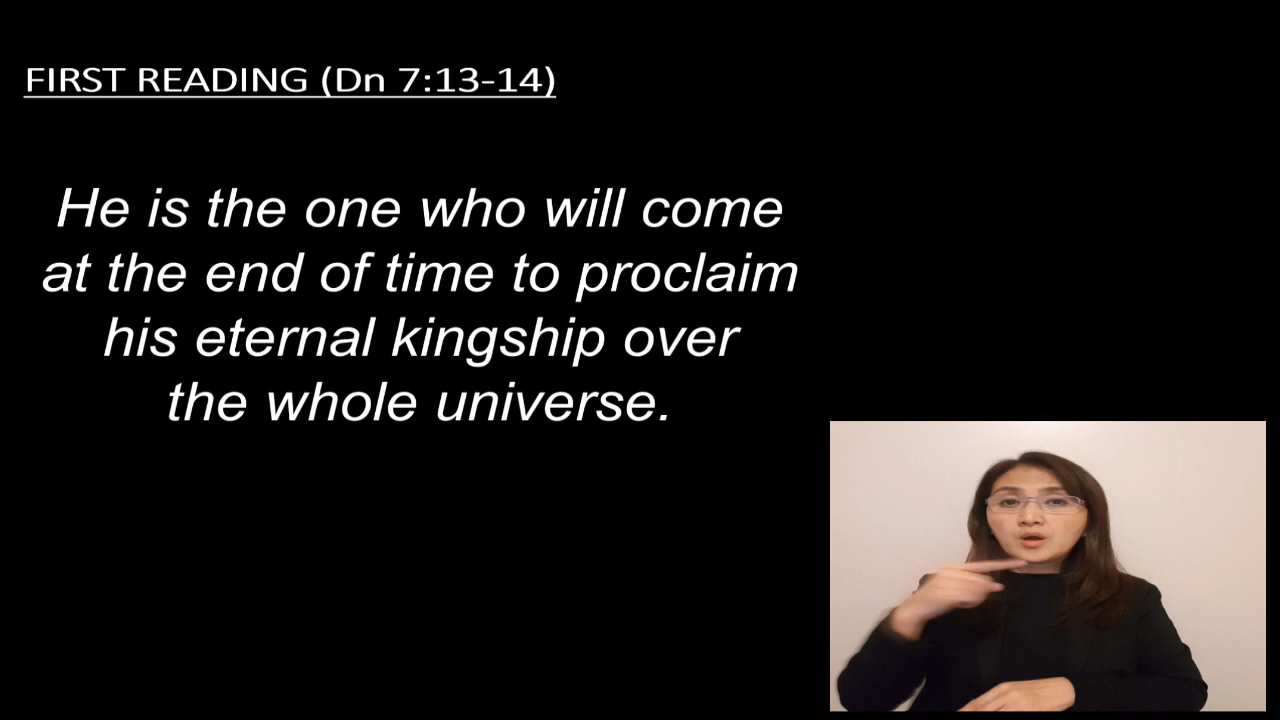 FIRST READING (Dn 7:13-14)
He is the one who will come
at the end of time to proclaim
his eternal kingship over
the whole universe.